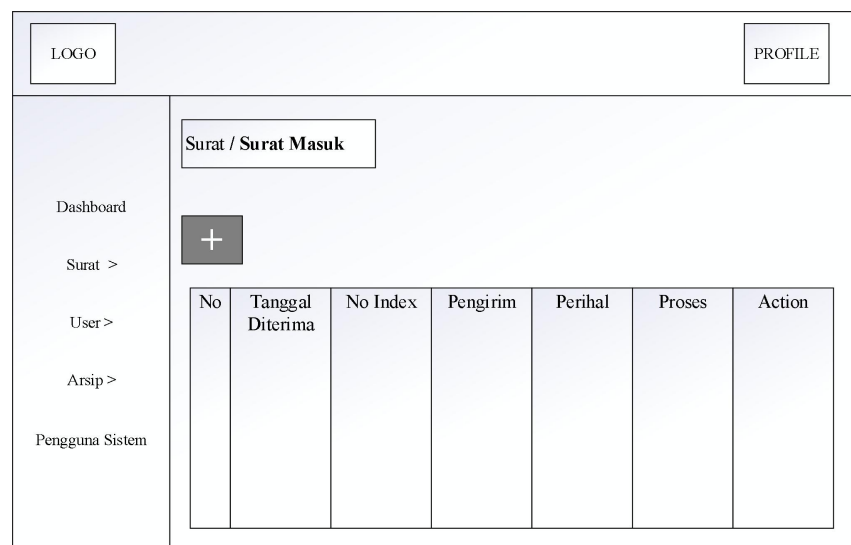 LOGO
PROFILE
Surat / Surat Masuk
Dashboard
Surat >
User >
Arsip >
Pengguna Sistem
+
No
Tanggal
Diterima
No Index
Pengirim
Perihal
Proses
Action